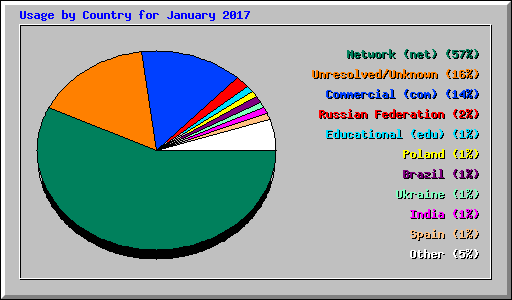 Usage by Country for January 2017
Network (net) (57%)
Unresolved/Unknown (16%)
Commercial (com) (14%)
Russian Federation (2%)
Educational (edu) (1%)
Poland (1%)
Brazil (1%)
Ukraine (1%)
India (1%)
Spain (1%)
Other (5%)